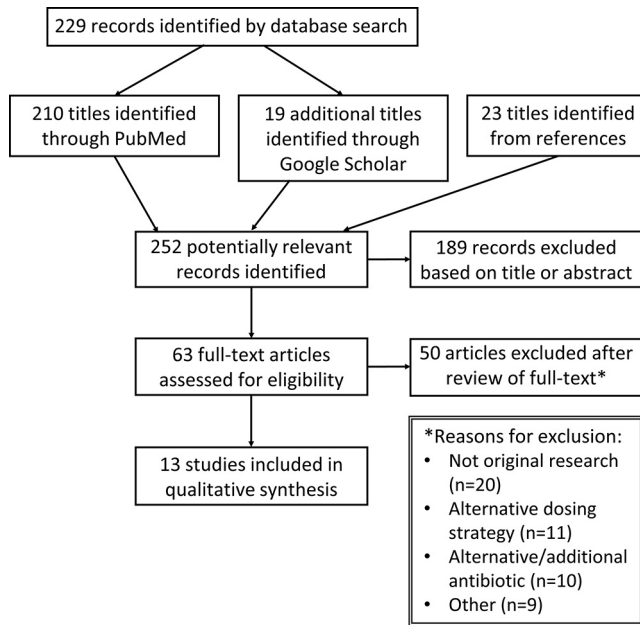 229 records identified by database search
210 titles identified
through PubMed
19 additional titles
identified through
Google Scholar
23 titles identified
from references
252 potentially relevant
records identified
189 records excluded
based on title or abstract
63 full-text articles
assessed for eligibility
50 articles excluded after
review of full-text*
13 studies included in
qualitative synthesis
*Reasons for exclusion:
• Not original research
(n=20)
• Alternative dosing
strategy (n=11)
• Alternative/additional
antibiotic (n=10)
• Other (n=9)